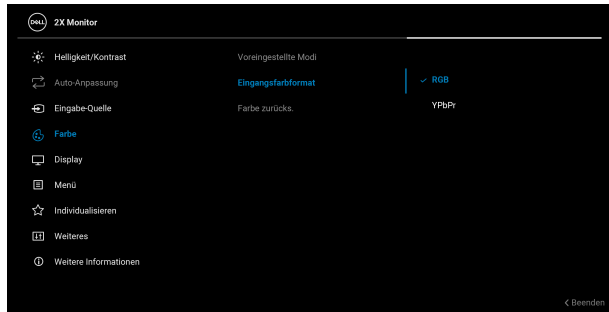 DELL 2X Monitor
Helligkeit/Kontrast Voreingestellte Modi
Auto-Anpassung Eingangsfarbformat RGB
Eingabe-Quelle Farbe zurücks. YPbPr
Farbe
Display
Menü
Individualisieren
Weiteres
Weitere Informationen
Beenden